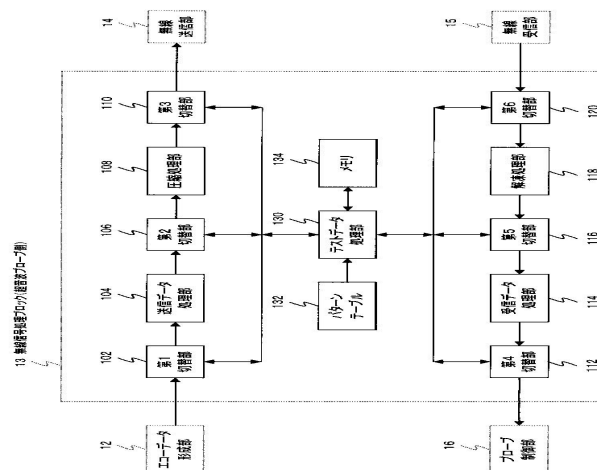 13 無線信号処理ブロック(超音波プローブ側)
12
エコーデータ
形成部
102
第1
切替部
104
送信データ
処理部
106
第2
切替部
108
圧縮処理部
110
第3
切替部
14
無線
送信部
132
パターン
テーブル
130
テストデータ
処理部
134
メモリ
16
プローブ
制御部
112
第4
切替部
114
受信データ
処理部
116
第5
切替部
118
解凍処理部
120
第6
切替部
15
無線
受信部